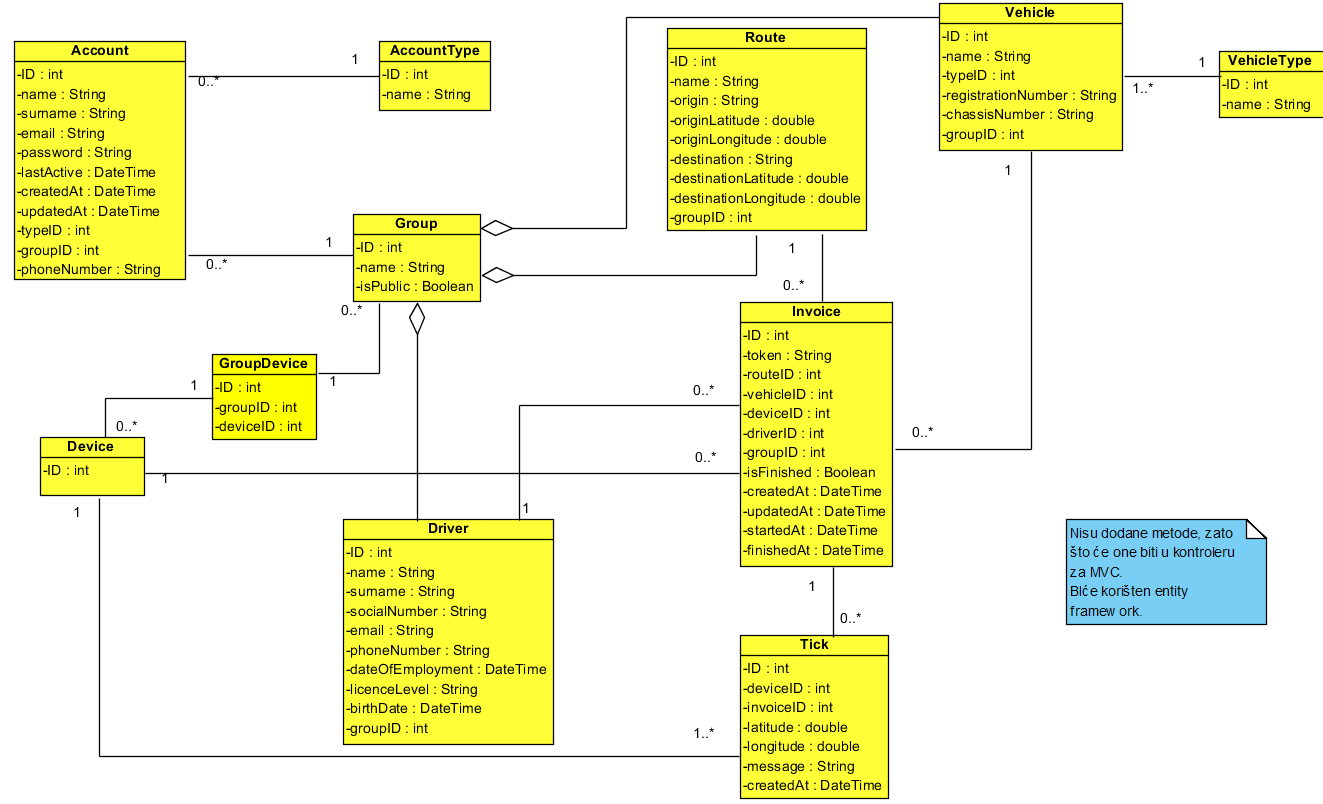 Account
-ID : int
-name : String
-surname : String
-email : String
-password : String
-lastActive : DateTime
-createdAt : DateTime
-updatedAt : DateTime
-typeID : int
-groupID : int
-phoneNumber : String
0..*
1
AccountType
-ID : int
-name : String
0..*
1
Group
-ID : int
-name : String
-isPublic : Boolean
0..*
1
GroupDevice
-ID : int
-groupID : int
-deviceID : int
1
0..*
Device
-ID : int
1
1
Route
-ID : int
-name : String
-origin : String
-originLatitude : double
-originLongitude : double
-destination : String
-destinationLatitude : double
-destinationLongitude : double
-groupID : int
1
0..*
Vehicle
-ID : int
-name : String
-typeID : int
-registrationNumber : String
-chassisNumber : String
-groupID : int
1
1..*
1
VehicleType
-ID : int
-name : String
Invoice
-ID : int
-token : String
-routeID : int
-vehicleID : int
-deviceID : int
-driverID : int
-groupID : int
-isFinished : Boolean
-createdAt : DateTime
-updatedAt : DateTime
-startedAt : DateTime
-finishedAt : DateTime
0..*
0..*
0..*
1
0..*
1
Driver
-ID : int
-name : String
-surname : String
-socialNumber : String
-email : String
-phoneNumber : String
-dateOfEmployment : DateTime
-licenceLevel : String
-birthDate : DateTime
-groupID : int
1..*
Tick
-ID : int
-deviceID : int
-invoiceID : int
-latitude : double
-longitude : double
-message : String
-createdAt : DateTime
Nisu dodane metode, zato
što će one biti u kontroleru
za MVC.
BIće korišten entity
framew ork.